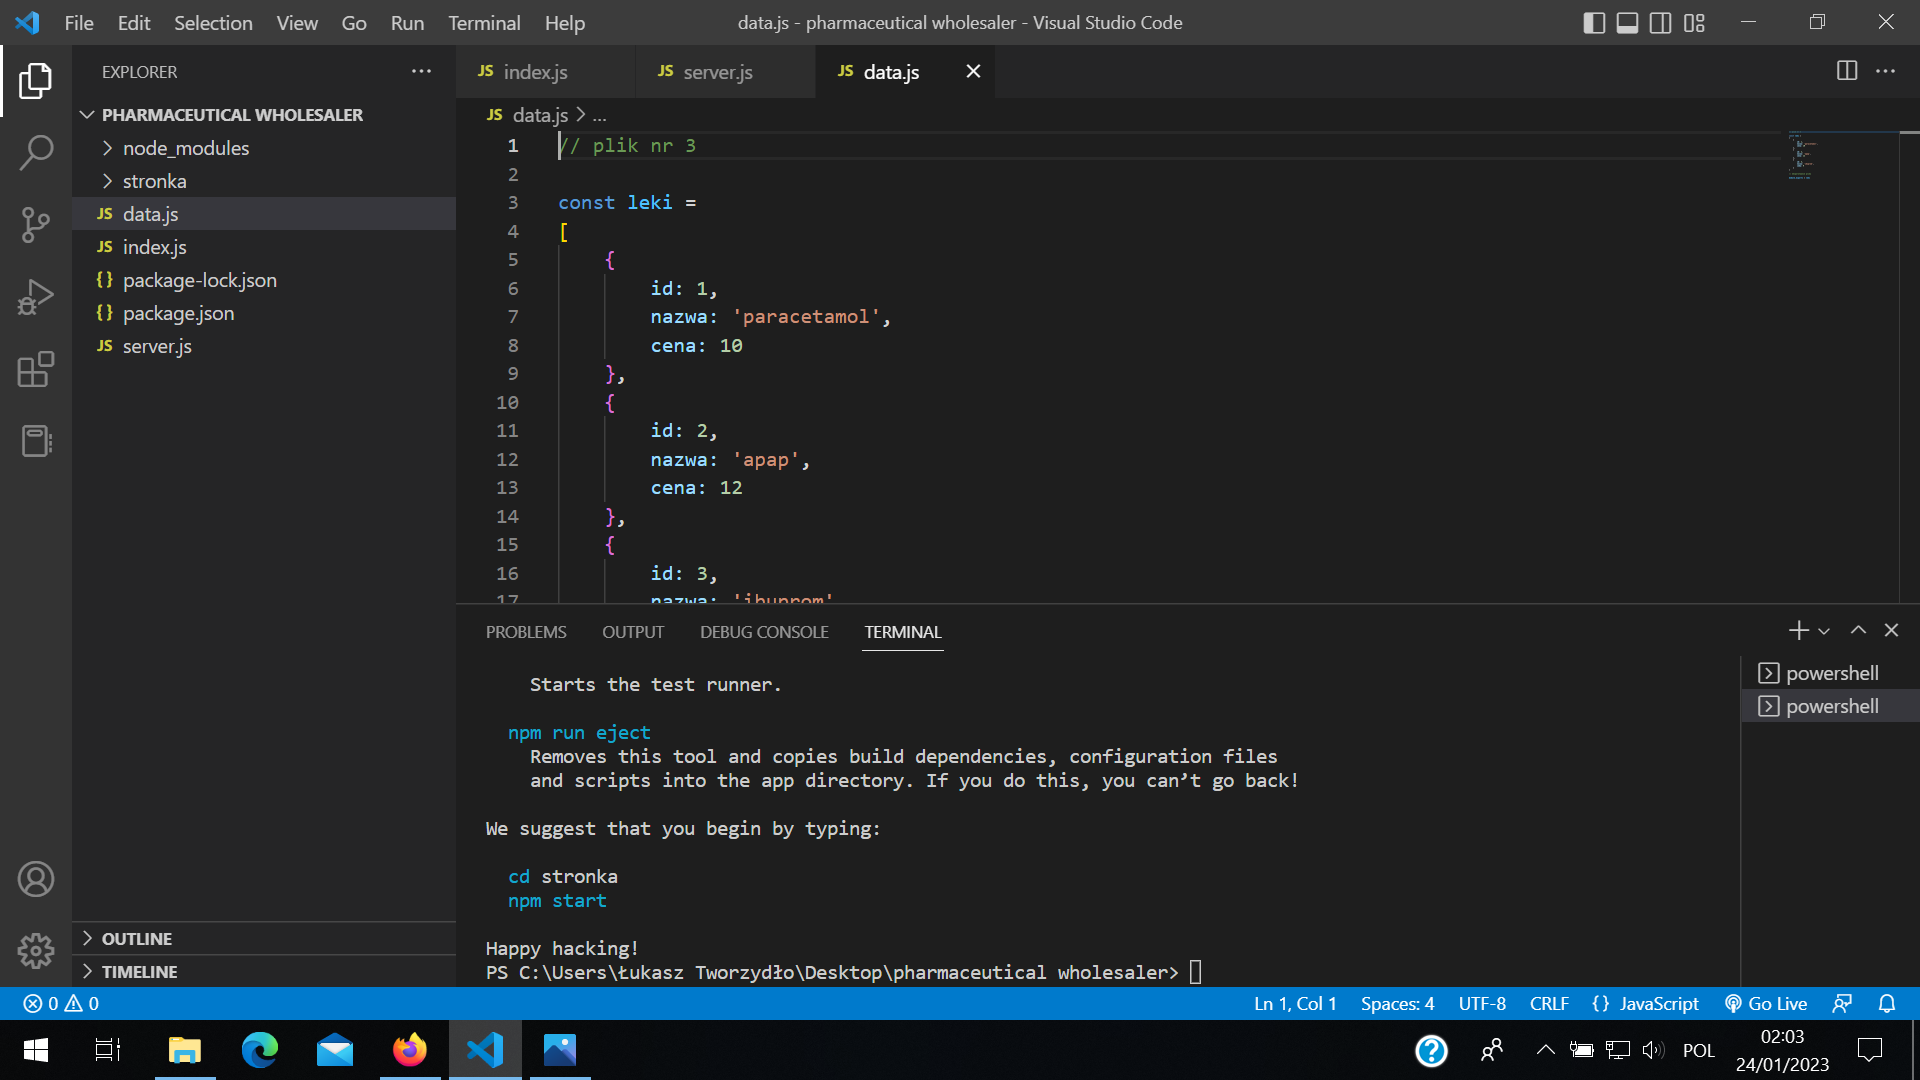 File Edit Selection View Go Run Terminal Help
data.js - pharmaceutical wholesaler - Visual Studio Code
EXPLORER
PHARMACEUTICAL WHOLESALER
node_modules
stronka
JS data.js
JS index.js
{} package-lock.json
{} package.json
JS server.js
OUTLINE
TIMELINE
JS index.js
JS server.js
JS data.js
JS data.js > ...
1 // plik nr 3
2
3 const leki =
4 [
5 {
6 id: 1,
7 nazwa: 'paracetamol',
8 cena: 10
9 },
10 {
11 id: 2,
12 nazwa: 'apap',
13 cena: 12
14 },
15 {
16 id: 3,
17 nazwa: 'ibuprom'
PROBLEMS OUTPUT DEBUG CONSOLE TERMINAL
Starts the test runner.
npm run eject
Removes this tool and copies build dependencies, configuration files
and scripts into the app directory. If you do this, you can’t go back!
We suggest that you begin by typing:
cd stronka
npm start
Happy hacking!
PS C:\Users\Łukasz Tworzydło\Desktop\pharmaceutical wholesaler>
powershell
powershell
0 0
Ln 1, Col 1 Spaces: 4 UTF-8 CRLF {} JavaScript Go Live
POL
02:03
24/01/2023